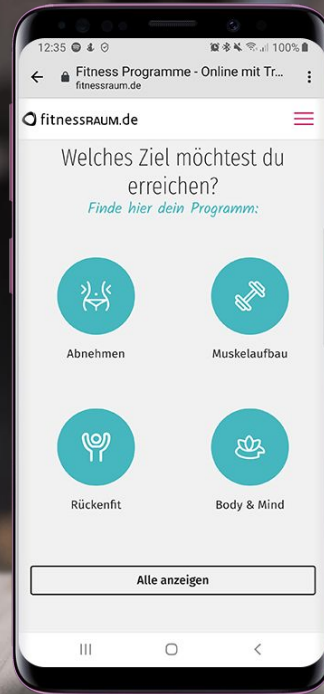 12:35
100%
Fitness Programme - Online mit Tr...
fitnessraum.de
fitnessRAUM.de
Welches Ziel möchtest du
erreichen?
Finde hier dein Programm:
Abnehmen
Muskelaufbau
Rückenfit
Body & Mind
Alle anzeigen